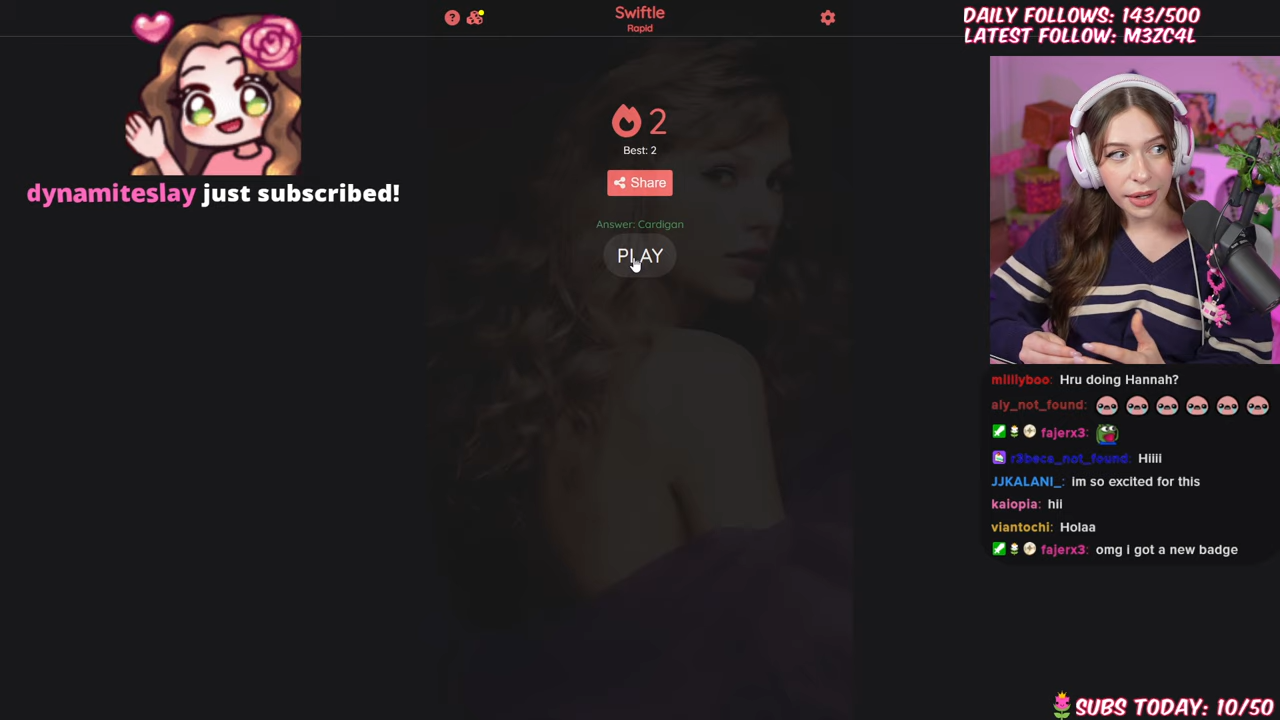 Swiftle
Rapid
2
Best: 2
Share
Answer: Cardigan
PLAY
dynamiteslay just subscribed!
DAILY FOLLOWS: 143/500
LATEST FOLLOW: M3ZC4L
miillyboo: Hru doing Hannah?
aly_not_found:
fajerx3:
r3becs_not_found: Hiiii
JJKALANI_: im so excited for this
kaiopia: hii
viantochi: Holaa
fajerx3: omg i got a new badge
SUBS TODAY: 10/50